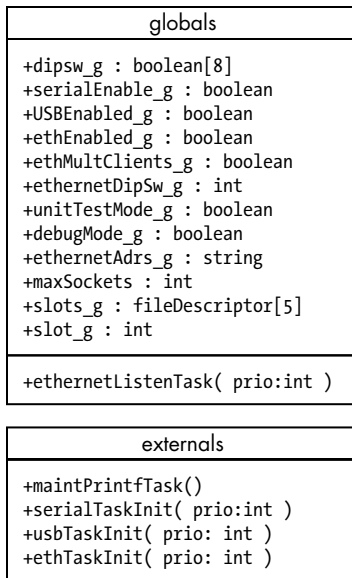 globals
+dipsw_g : boolean[8]
+serialEnable_g : boolean
+USBEnabled_g : boolean
+ethEnabled_g : boolean
+ethMultClients_g : boolean
+ethernetDipSw_g : int
+unitTestMode_g : boolean
+debugMode_g : boolean
+ethernetAdrs_g : string
+maxSockets : int
+slots_g : fileDescriptor[5]
+slot_g : int
+ethernetListenTask( prio:int )
externals
+maintPrintfTask()
+serialTaskInit( prio:int )
+usbTaskInit( prio: int )
+ethTaskInit( prio: int )